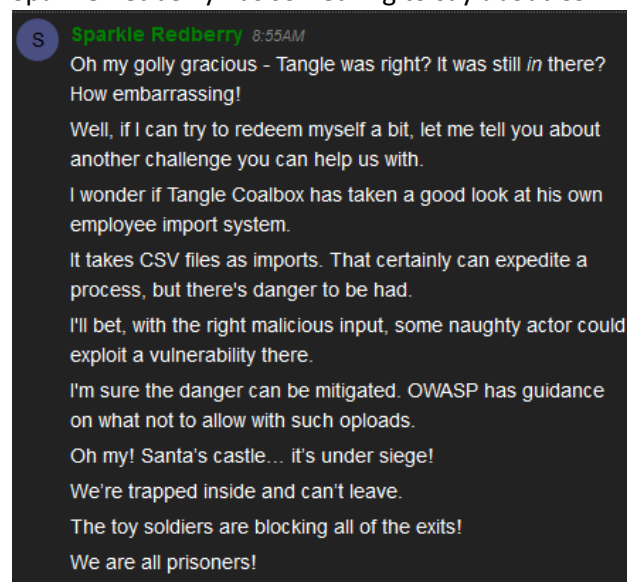 S
Sparkle Redberry 8:55AM
Oh my golly gracious - Tangle was right? It was still in there?
How embarrassing!
Well, if I can try to redeem myself a bit, let me tell you about
another challenge you can help us with.
I wonder if Tangle Coalbox has taken a good look at his own
employee import system.
It takes CSV files as imports. That certainly can expedite a
process, but there's danger to be had.
I'll bet, with the right malicious input, some naughty actor could
exploit a vulnerability there.
I'm sure the danger can be mitigated. OWASP has guidance
on what not to allow with such oploads.
Oh my! Santa's castle... it's under siege!
We're trapped inside and can't leave.
The toy soldiers are blocking all of the exits!
We are all prisoners!